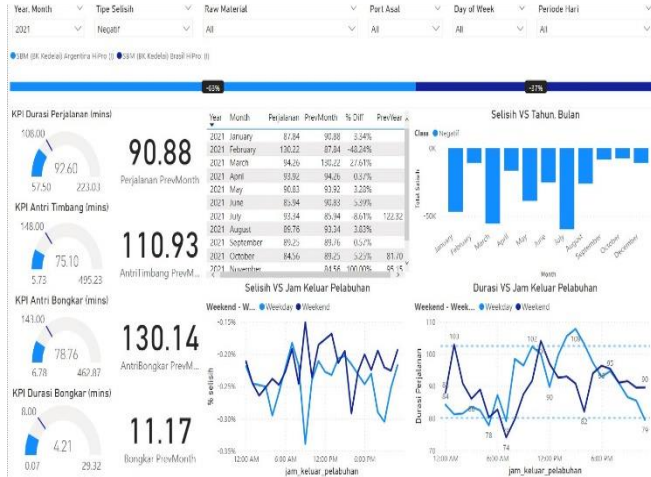 Year, Month
Tipe Selisih
Raw Material
Port Asal
Day of Week
Periode Hari
2021
Negatif
All
All
All
All
SBM (BK Kedelai) Argentina HiPro (I) SBM (BK Kedelai) Brasil HiPro (I)
-63%
-37%
KPI Durasi Perjalanan (mins)
108.00
92.60
57.50 223.03
90.88
Perjalanan PrevMonth
KPI Antri Timbang (mins)
148.00
75.10
5.73 495.23
110.93
AntriTimbang PrevM...
KPI Antri Bongkar (mins)
143.00
78.76
6.78 462.87
130.14
AntriBongkar PrevM...
KPI Durasi Bongkar (mins)
8.00
4.21
0.07 29.32
11.17
Bongkar PrevMonth
Year Month Perjalanan PrevMonth % Diff PrevYear
2021 January 87.84 90.88 3.34%
2021 February 130.22 87.84 -48.24%
2021 March 94.26 130.22 27.61%
2021 April 93.92 94.26 0.37%
2021 May 90.83 93.92 3.28%
2021 June 85.94 90.83 5.39%
2021 July 93.34 85.94 -8.61% 122.32
2021 August 89.76 93.34 3.83%
2021 September 89.25 89.76 0.57%
2021 October 84.56 89.25 5.25% 81.70
2021 November 84.56 100.00% 95.15
Selisih VS Tahun, Bulan
Class Negatif
Total Selisih
0K
-50K
January
February
March
April
May
June
July
August
September
October
December
Month
Selisih VS Jam Keluar Pelabuhan
Weekend - W... Weekday Weekend
% selisih
-0.15%
-0.20%
-0.25%
-0.30%
-0.35%
12:00 AM 6:00 AM 12:00 PM 6:00 PM
jam_keluar_pelabuhan
Durasi VS Jam Keluar Pelabuhan
Weekend - Week... Weekday Weekend
Durasi Perjalanan
110
100
90
80
70
103
84
78
74
102
90
108
82
95
90
79
12:00 AM 6:00 AM 12:00 PM 6:00 PM
jam_keluar_pelabuhan